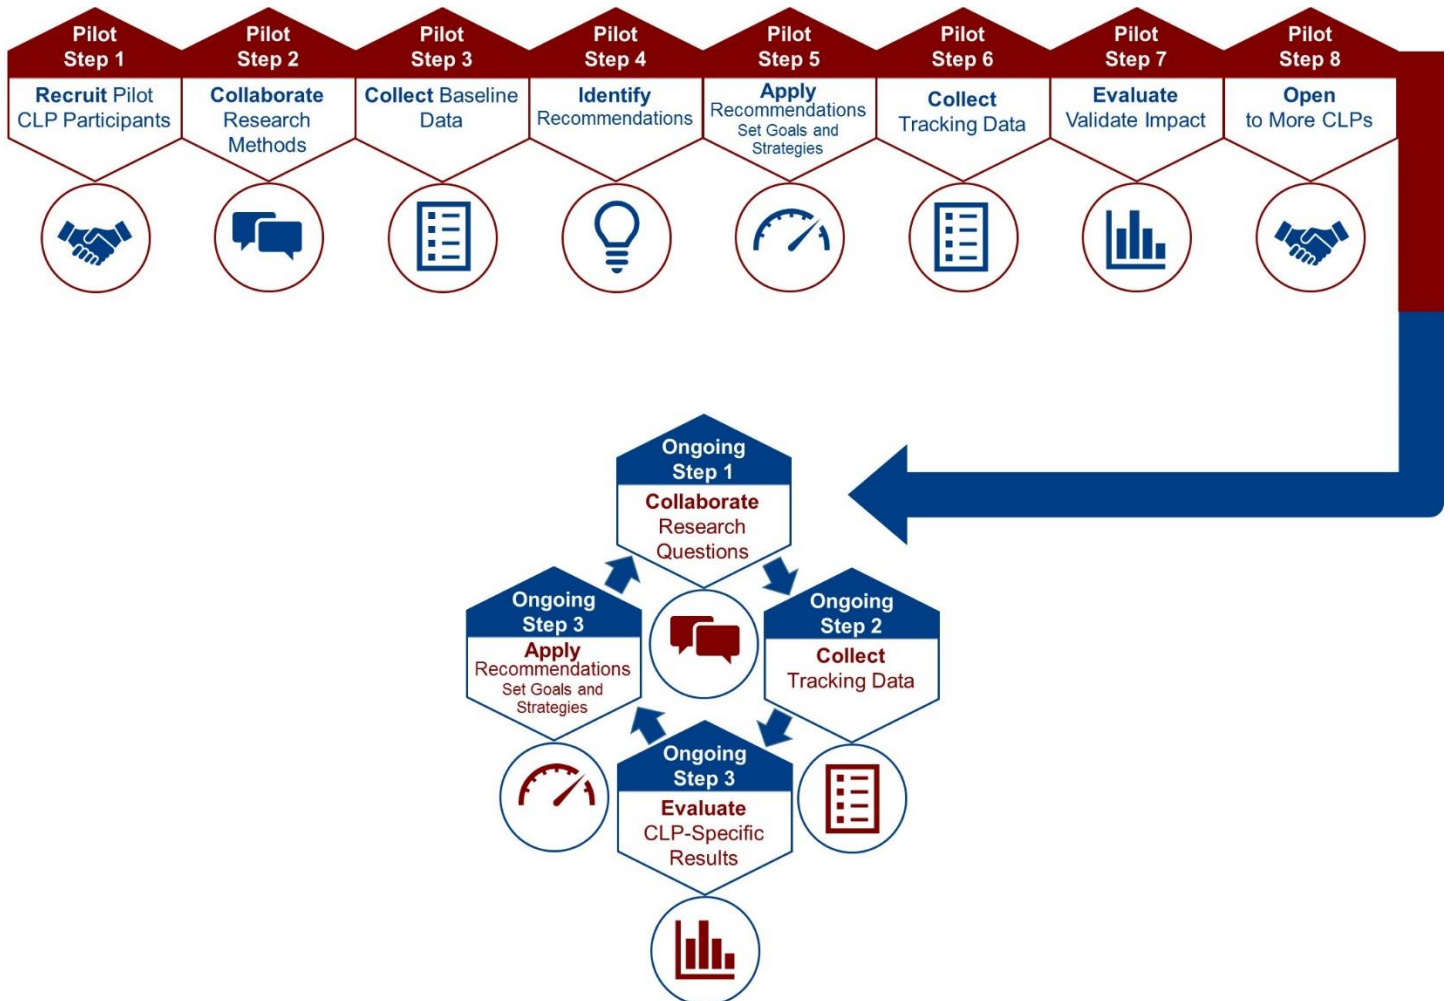 Pilot
Step 1
Recruit Pilot
CLP Participants
Pilot
Step 2
Collaborate
Research
Methods
Pilot
Step 3
Collect Baseline
Data
Pilot
Step 4
Identify
Recommendations
Pilot
Step 5
Apply
Recommendations
Set Goals and
Strategies
Pilot
Step 6
Collect
Tracking Data
Pilot
Step 7
Evaluate
Validate Impact
Pilot
Step 8
Open
to More CLPs
Ongoing
Step 1
Collaborate
Research
Questions
Ongoing
Step 2
Collect
Tracking Data
Ongoing
Step 3
Evaluate
CLP-Specific
Results
Ongoing
Step 3
Apply
Recommendations
Set Goals and
Strategies